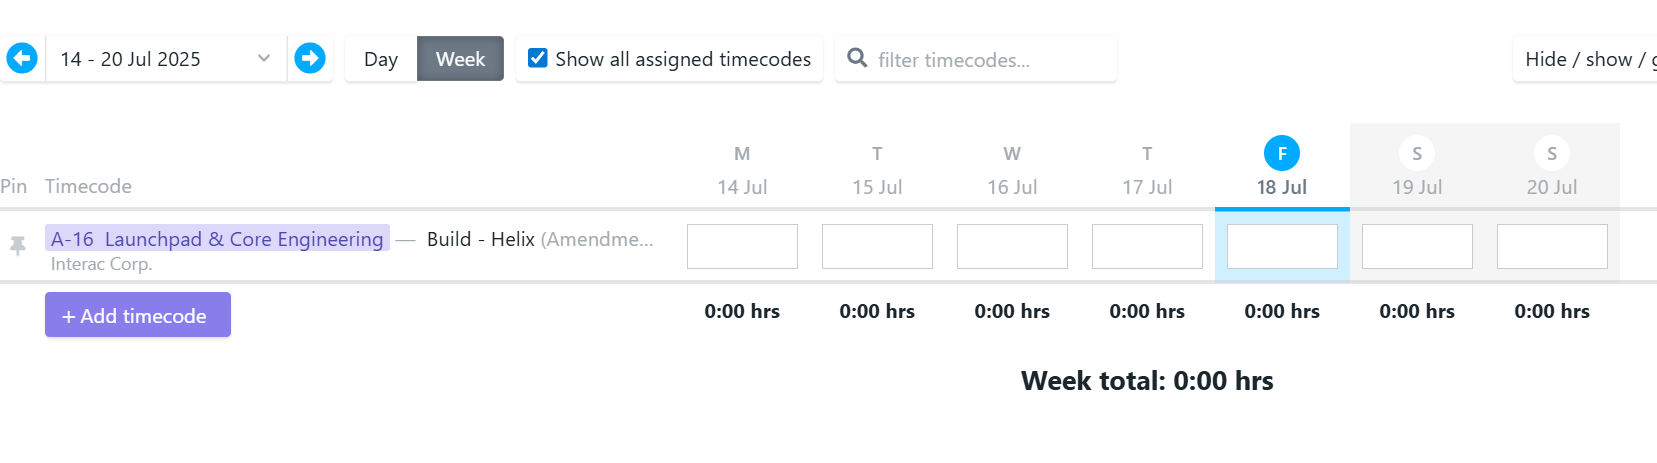 14 - 20 Jul 2025 Day Week Show all assigned timecodes filter timecodes... Hide / show /
M T W T F S S
Pin Timecode 14 Jul 15 Jul 16 Jul 17 Jul 18 Jul 19 Jul 20 Jul
A-16 Launchpad & Core Engineering — Build - Helix (Amendme...
Interac Corp.
+ Add timecode 0:00 hrs 0:00 hrs 0:00 hrs 0:00 hrs 0:00 hrs 0:00 hrs 0:00 hrs
Week total: 0:00 hrs